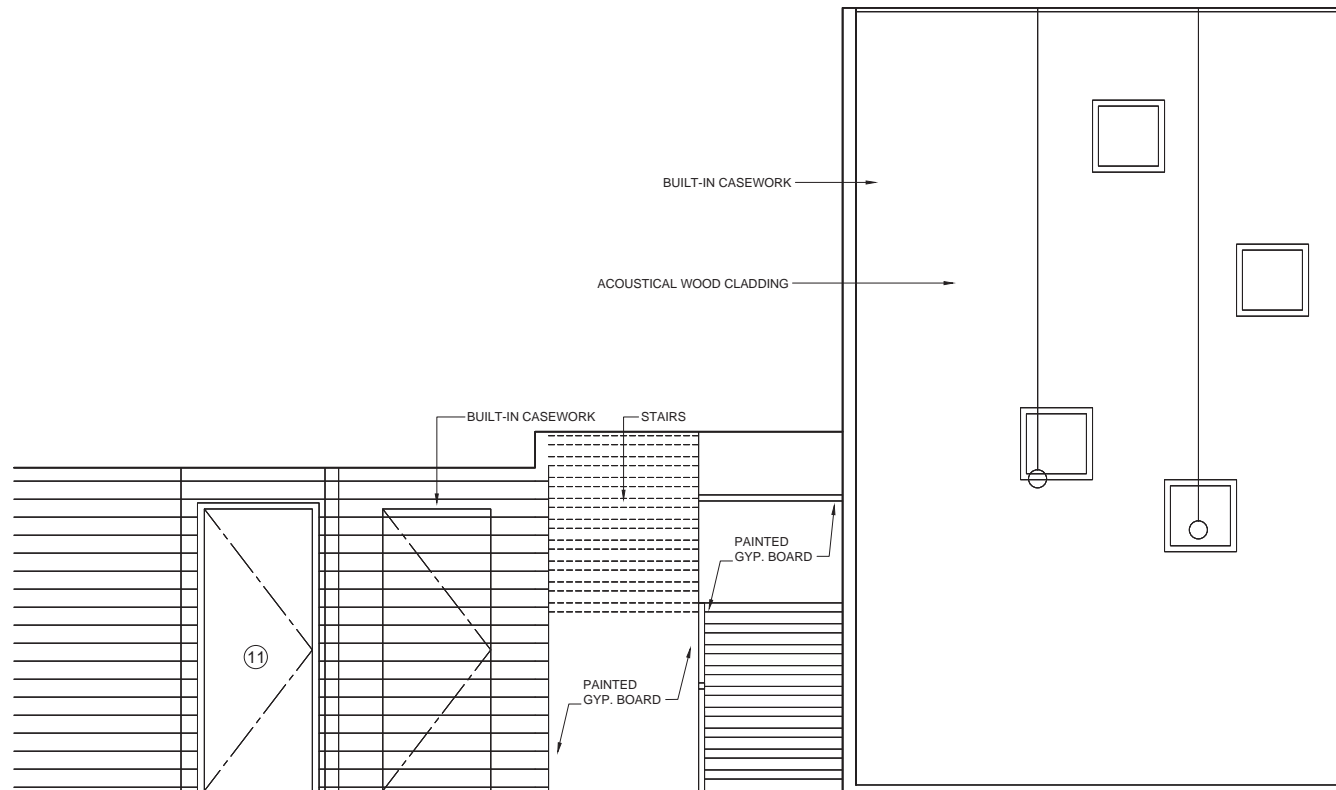 BUILT-IN CASEWORK
ACOUSTICAL WOOD CLADDING
BUILT-IN CASEWORK
STAIRS
PAINTED
GYP. BOARD
11
PAINTED
GYP. BOARD